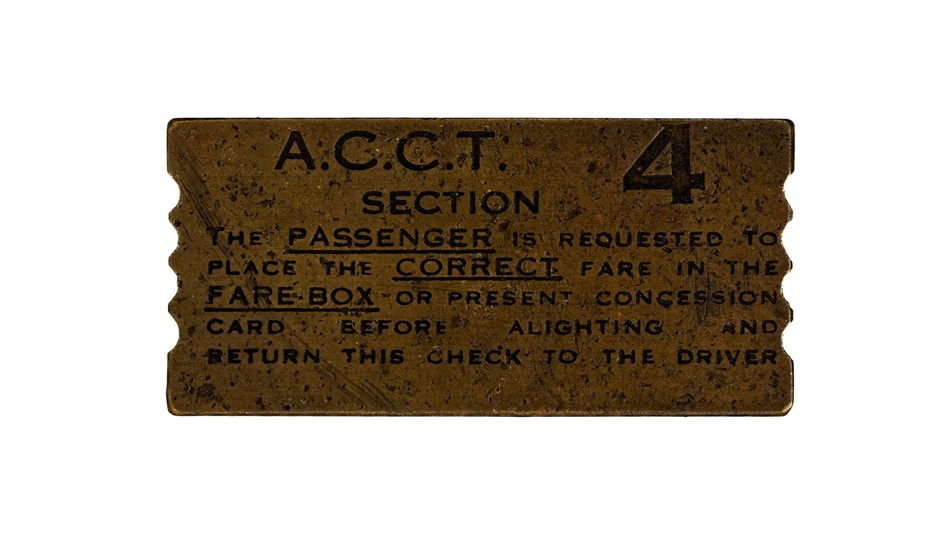 A.C.C.T. 4
SECTION
THE PASSENGER IS REQUESTED TO
PLACE THE CORRECT FARE IN THE
FARE-BOX OR PRESENT CONCESSION
CARD BEFORE ALIGHTING AND
RETURN THIS CHECK TO THE DRIVER